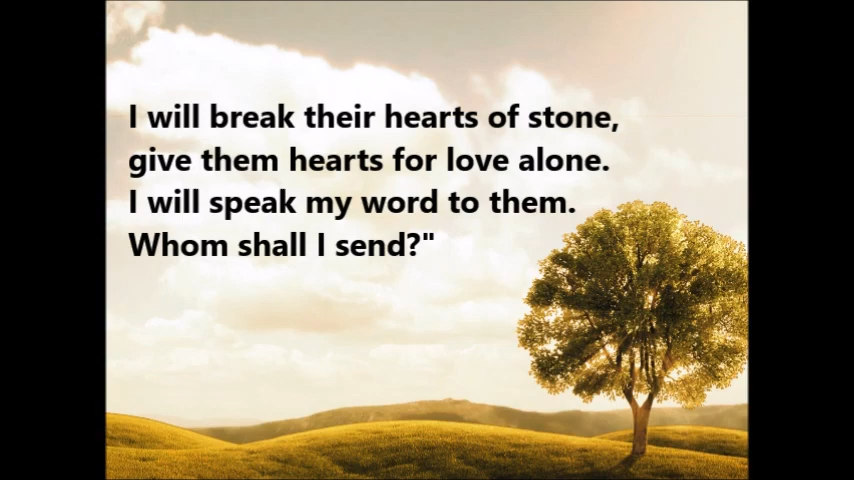 I will break their hearts of stone,
give them hearts for love alone.
I will speak my word to them.
Whom shall I send?"